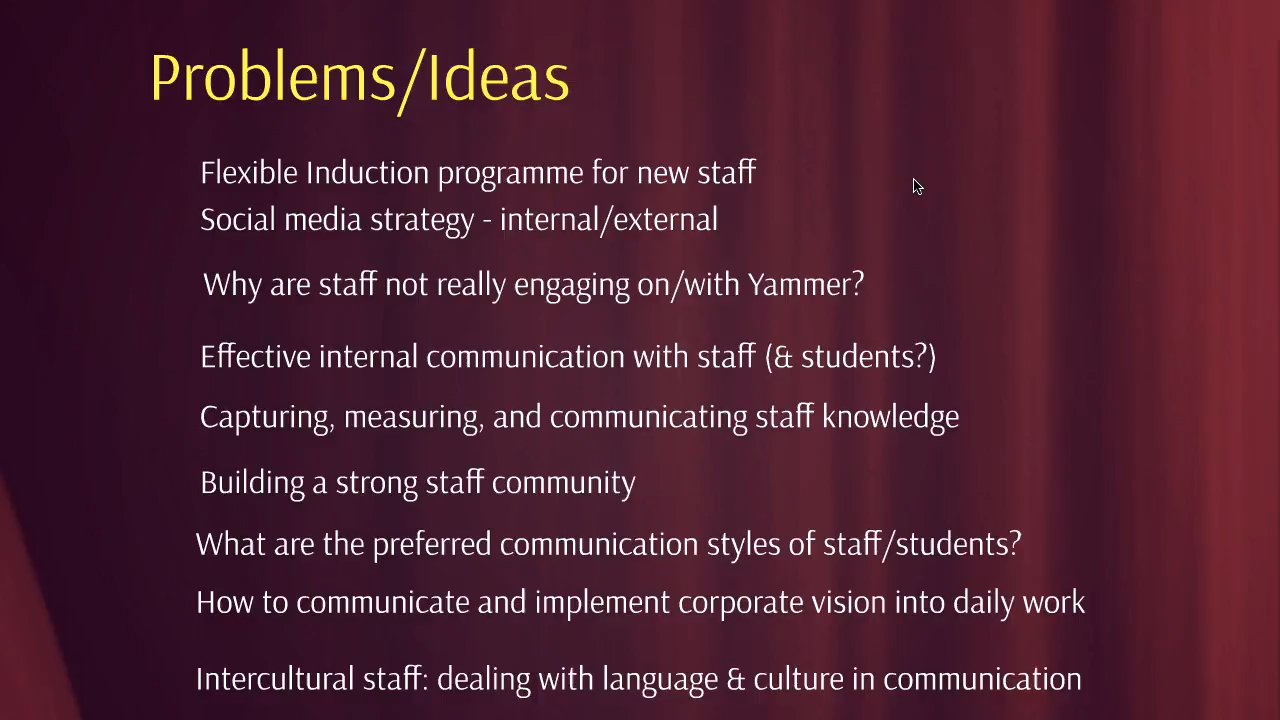 Problems/Ideas
Flexible Induction programme for new staff
Social media strategy - internal/external
Why are staff not really engaging on/with Yammer?
Effective internal communication with staff (& students?)
Capturing, measuring, and communicating staff knowledge
Building a strong staff community
What are the preferred communication styles of staff/students?
How to communicate and implement corporate vision into daily work
Intercultural staff: dealing with language & culture in communication